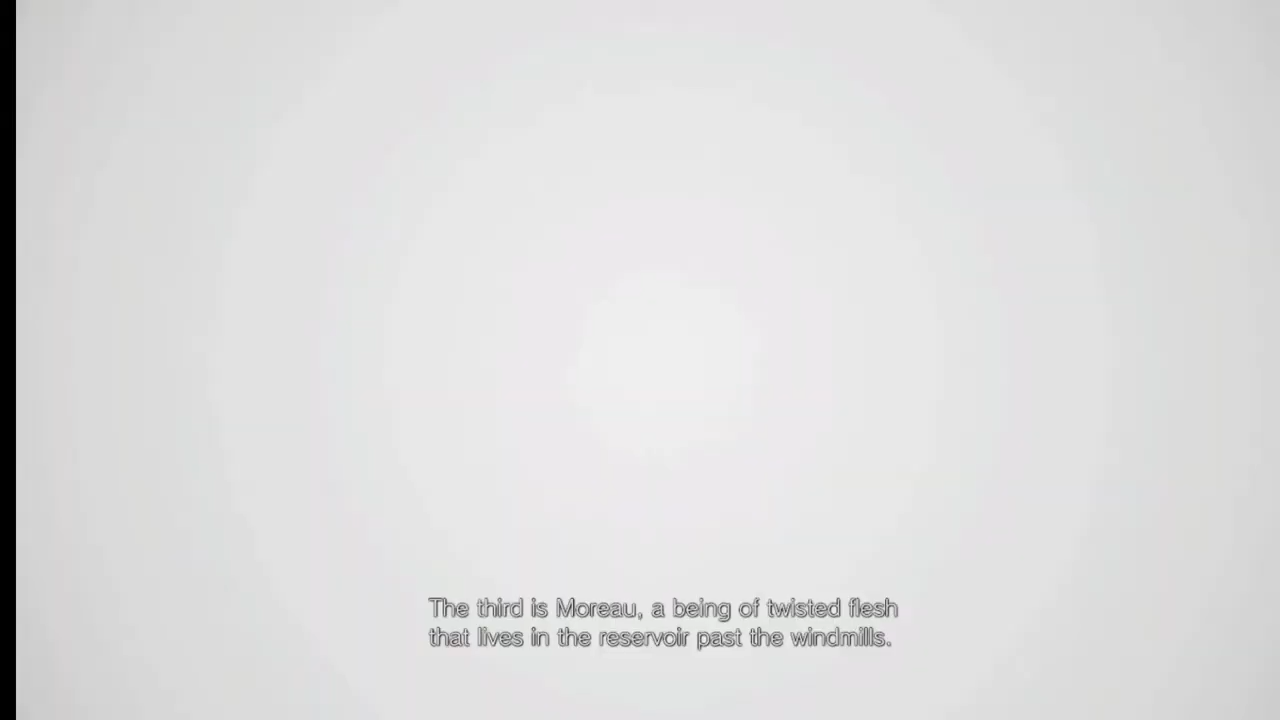 The third is Moreau, a being of twisted flesh
that lives in the reservoir past the windmills.